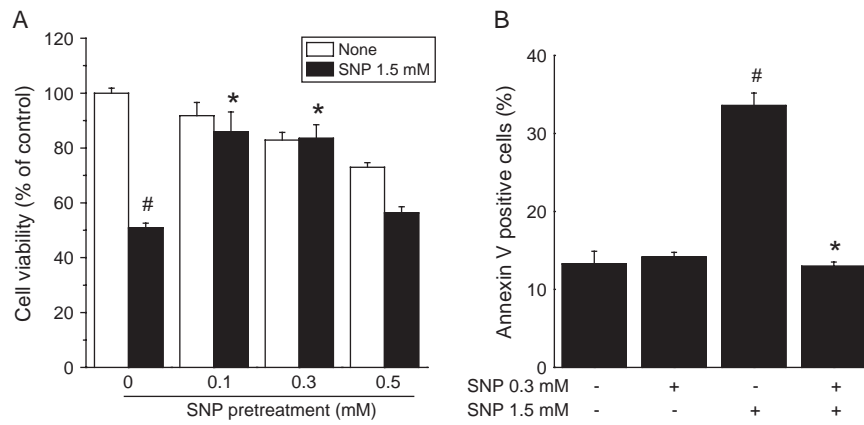 A
Cell viability (% of control)
120
100
80
60
40
20
0
None
SNP 1.5 mM
#
*
*
0 0.1 0.3 0.5
SNP pretreatment (mM)
B
Annexin V positive cells (%)
40
30
20
10
0
#
*
SNP 0.3 mM - + - +
SNP 1.5 mM - - + +